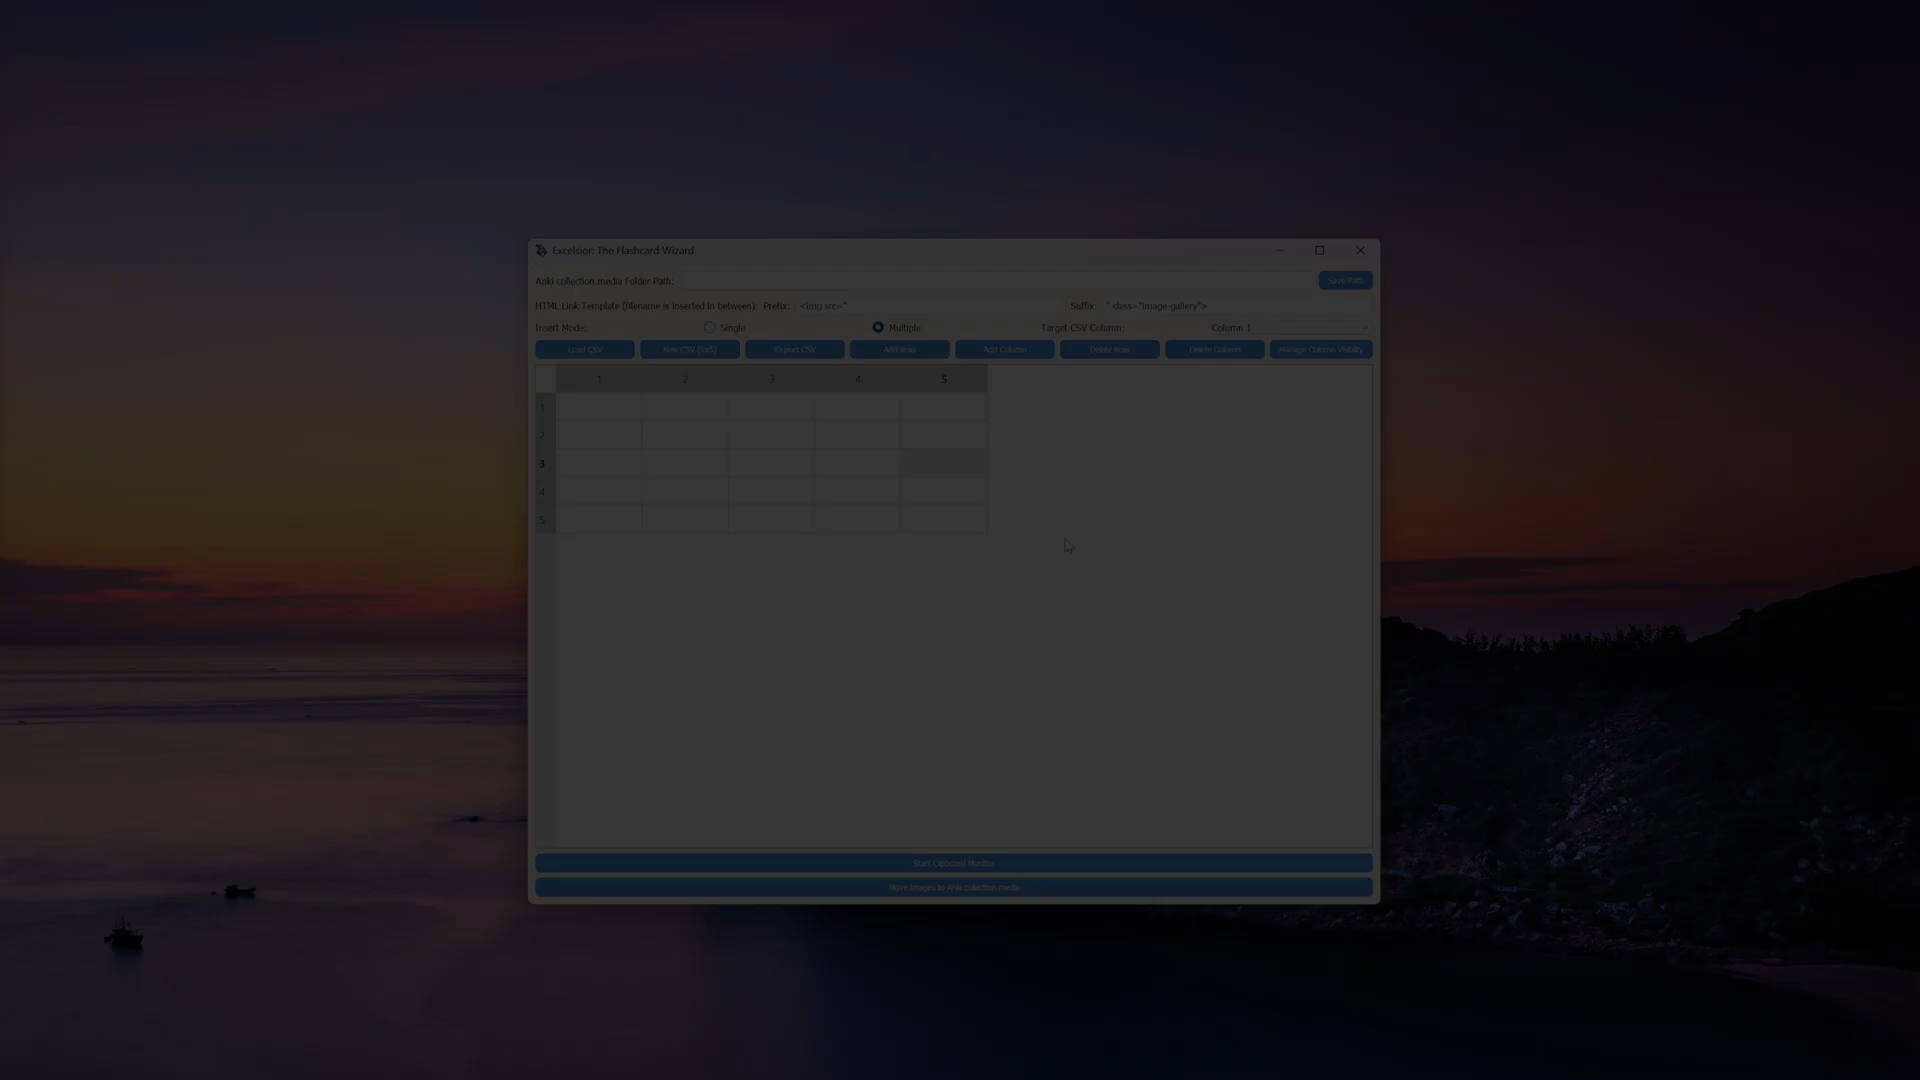 Excelsior: The Flashcard Wizard
Anki collection.media Folder Path: Save Path
HTML Link Template (filename is inserted in between): Prefix: <img src=" Suffix: " class="image-gallery">
Insert Mode: Single Multiple Target CSV Column: Column 1
Load CSV New CSV (5x5) Export CSV Add Row Add Column Delete Row Delete Column Manage Column Visibility
1 2 3 4 5
1
2
3
4
5
Start Clipboard Monitor
Move Images to Anki collection.media